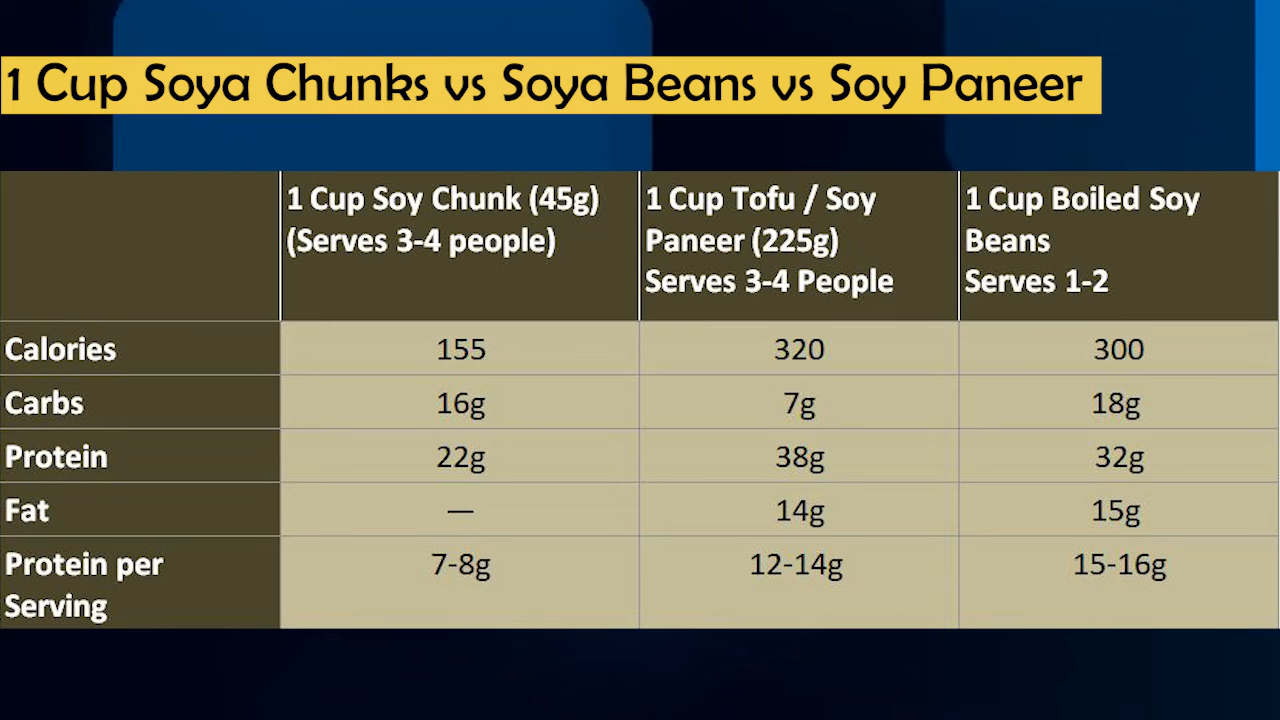 1 Cup Soya Chunks vs Soya Beans vs Soy Paneer
1 Cup Soy Chunk (45g)
(Serves 3-4 people)
1 Cup Tofu / Soy
Paneer (225g)
Serves 3-4 People
1 Cup Boiled Soy
Beans
Serves 1-2
Calories 155 320 300
Carbs 16g 7g 18g
Protein 22g 38g 32g
Fat — 14g 15g
Protein per
Serving 7-8g 12-14g 15-16g